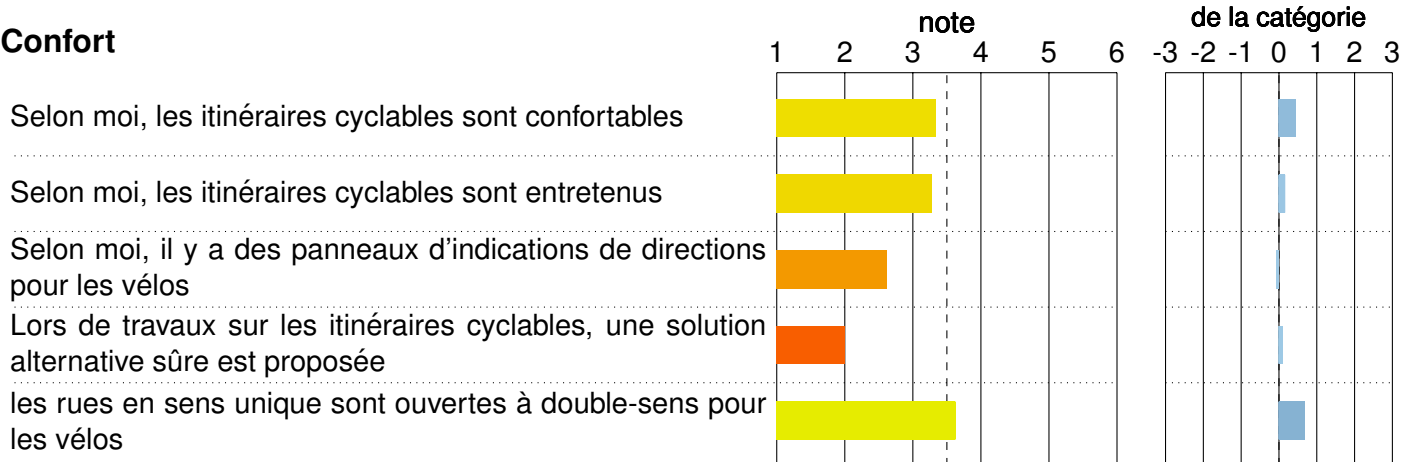 Confort
note
de la catégorie
1 2 3 4 5 6
-3 -2 -1 0 1 2 3
Selon moi, les itinéraires cyclables sont confortables
Selon moi, les itinéraires cyclables sont entretenus
Selon moi, il y a des panneaux d'indications de directions
pour les vélos
Lors de travaux sur les itinéraires cyclables, une solution
alternative sûre est proposée
les rues en sens unique sont ouvertes à double-sens pour
les vélos